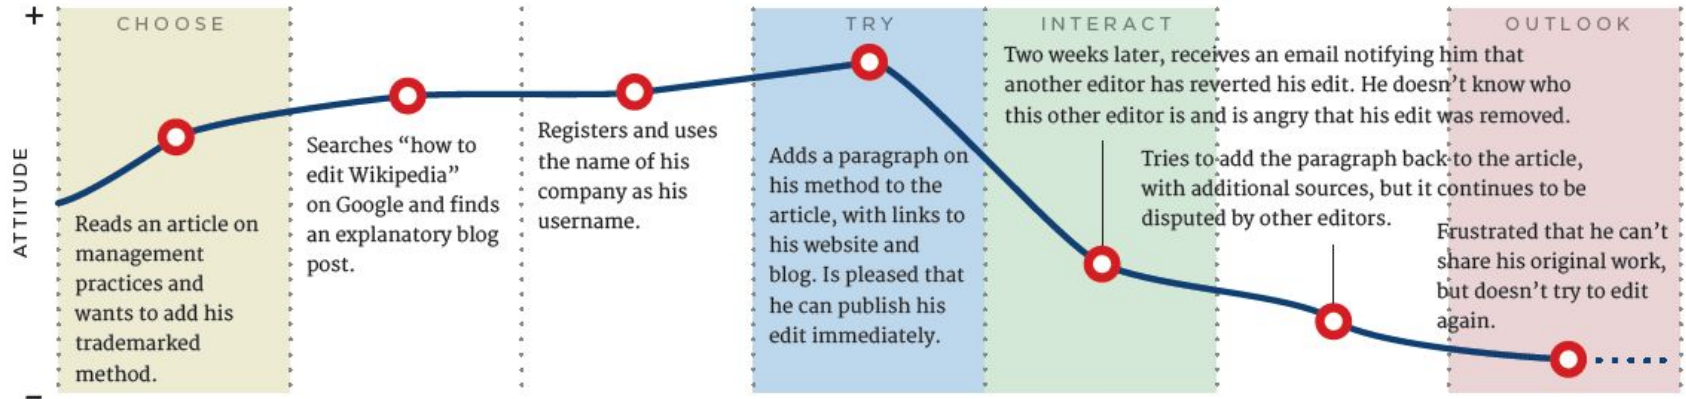 +
ATTITUDE
–
CHOOSE
Reads an article on
management
practices and
wants to add his
trademarked
method.
Searches “how to
edit Wikipedia”
on Google and finds
an explanatory blog
post.
Registers and uses
the name of his
company as his
username.
TRY
Adds a paragraph on
his method to the
article, with links to
his website and
blog. Is pleased that
he can publish his
edit immediately.
INTERACT
Two weeks later, receives an email notifying him that
another editor has reverted his edit. He doesn’t know who
this other editor is and is angry that his edit was removed.
Tries to add the paragraph back to the article,
with additional sources, but it continues to be
disputed by other editors.
OUTLOOK
Frustrated that he can’t
share his original work,
but doesn’t try to edit
again.